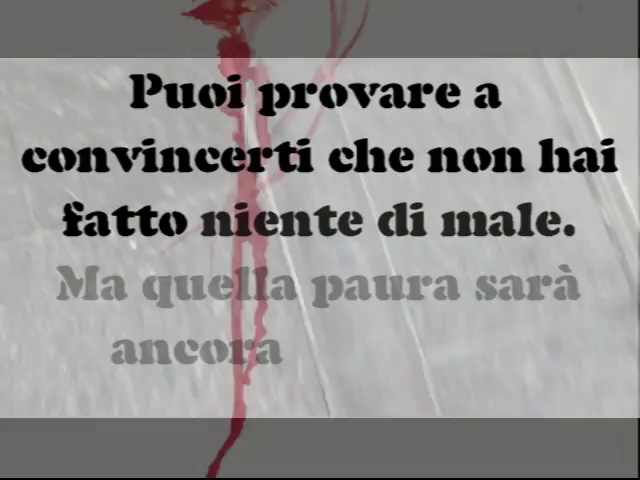 Puoi provare a
convincerti che non hai
fatto niente di male.
Ma quella paura sarà
ancora